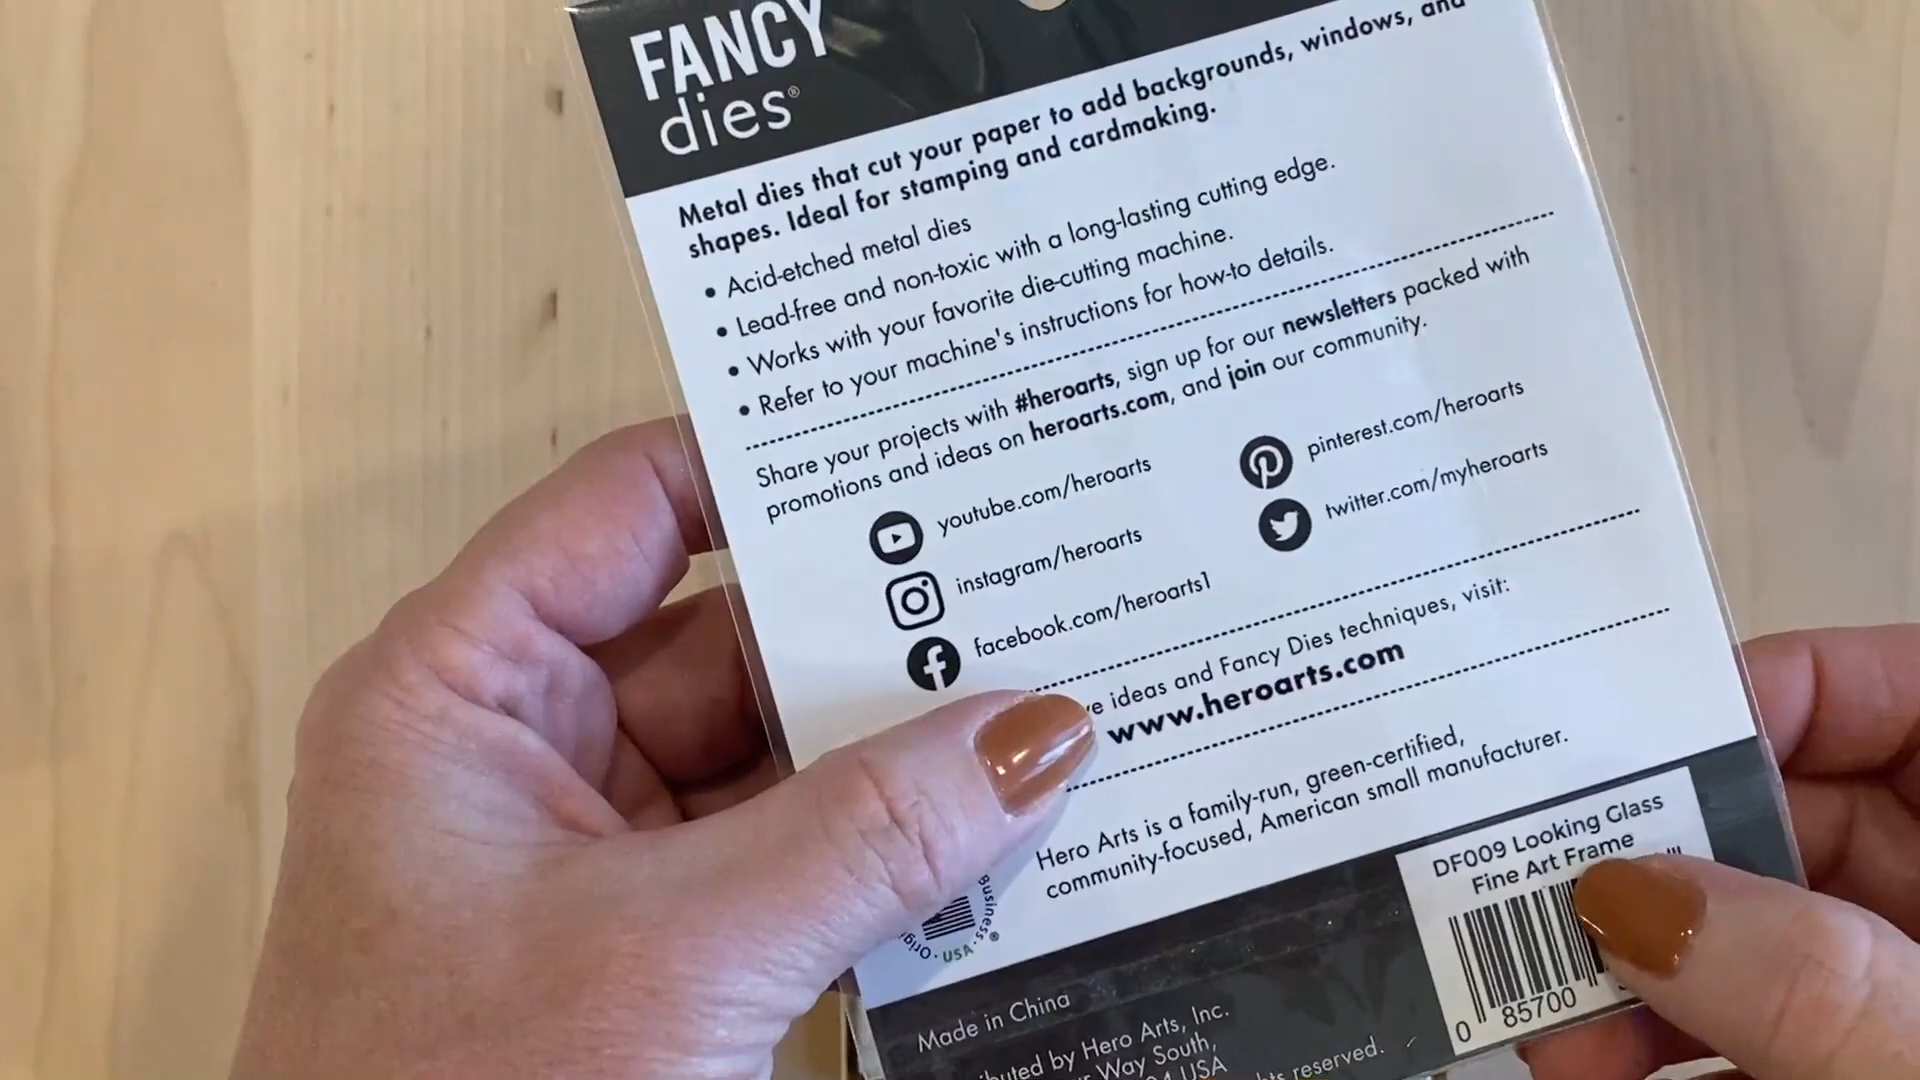 FANCY
dies®
Metal dies that cut your paper to add backgrounds, windows, and
shapes. Ideal for stamping and cardmaking.
• Acid-etched metal dies
• Lead-free and non-toxic with a long-lasting cutting edge.
• Works with your favorite die-cutting machine.
• Refer to your machine's instructions for how-to details.
Share your projects with #heroarts, sign up for our newsletters packed with
promotions and ideas on heroarts.com, and join our community.
youtube.com/heroarts
instagram/heroarts
facebook.com/heroarts1
pinterest.com/heroarts
twitter.com/myheroarts
ideas and Fancy Dies techniques, visit:
www.heroarts.com
Hero Arts is a family-run, green-certified,
community-focused, American small manufacturer.
Business · USA ·
Made in China
by Hero Arts, Inc.
Way South,
USA
reserved.
DF009 Looking Glass
Fine Art Frame
0 85700